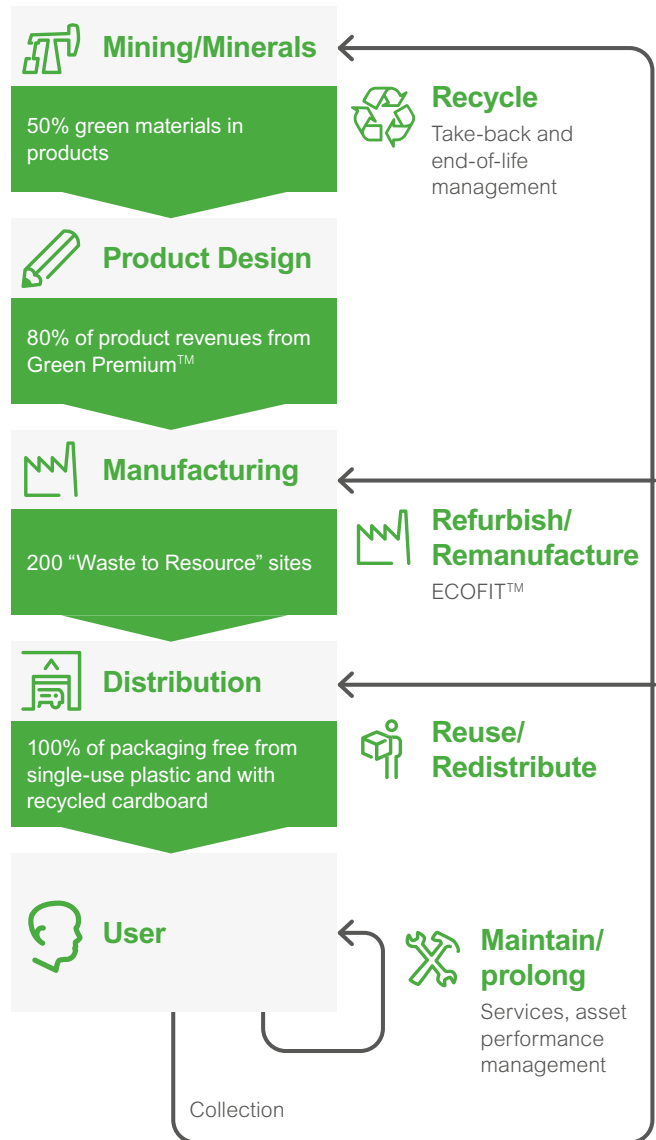 Mining/Minerals
50% green materials in
products
Recycle
Take-back and
end-of-life
management
Product Design
80% of product revenues from
Green Premium™
Manufacturing
200 “Waste to Resource” sites
Refurbish/
Remanufacture
ECOFIT™
Distribution
100% of packaging free from
single-use plastic and with
recycled cardboard
Reuse/
Redistribute
User
Maintain/
prolong
Services, asset
performance
management
Collection